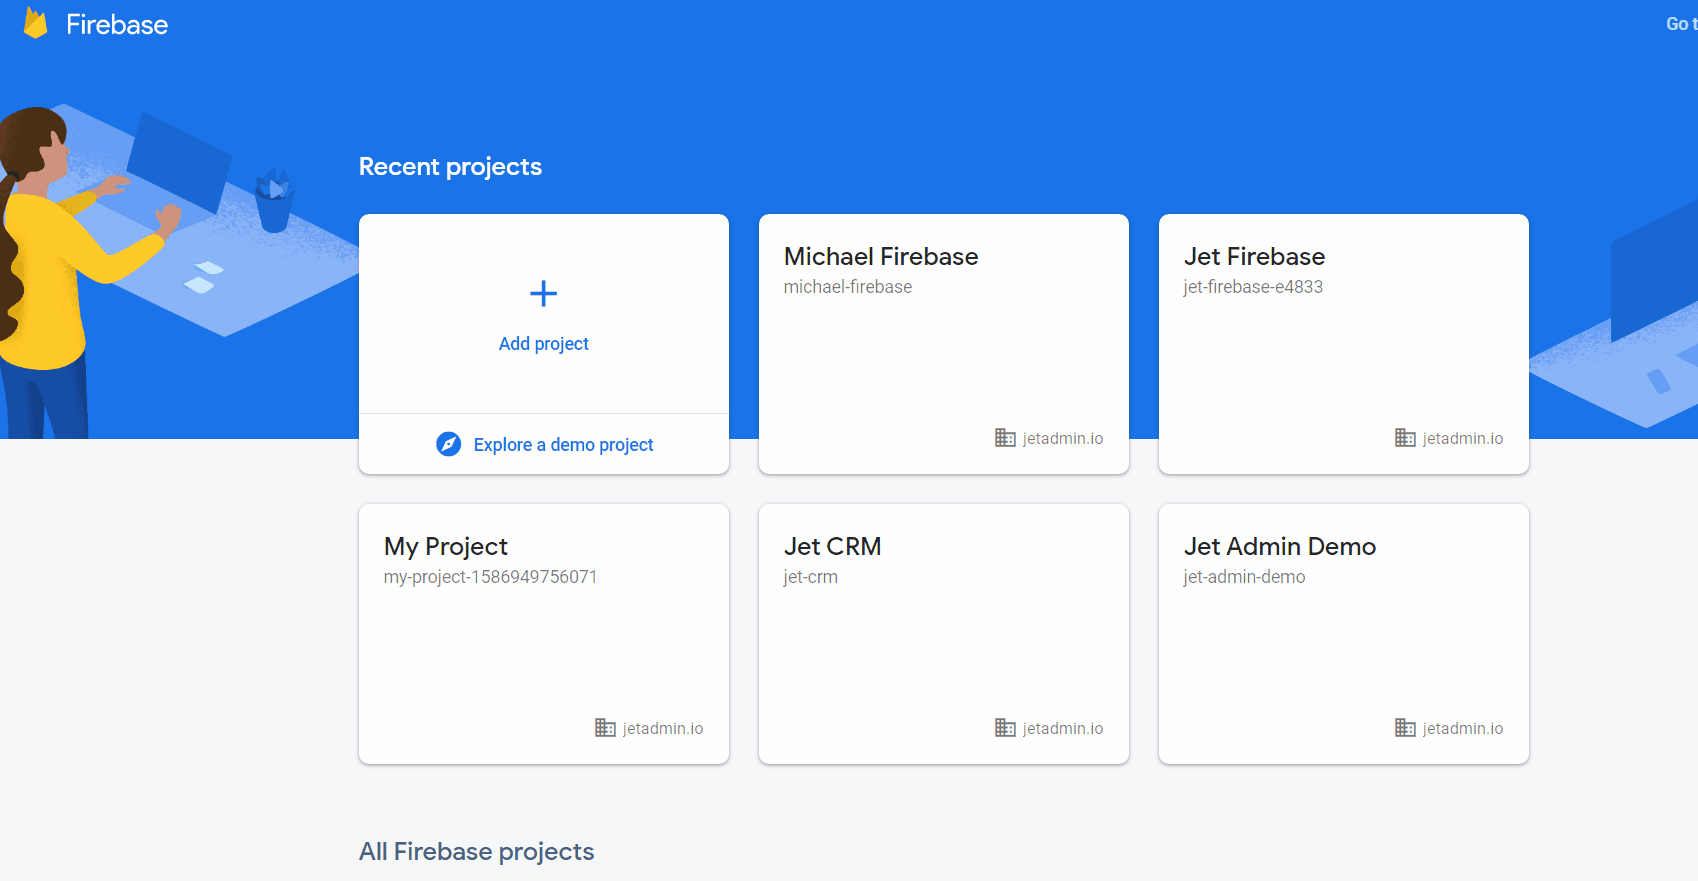 Firebase
Go t
Recent projects
Add project
Explore a demo project
Michael Firebase
michael-firebase
jetadmin.io
Jet Firebase
jet-firebase-e4833
jetadmin.io
My Project
my-project-1586949756071
jetadmin.io
Jet CRM
jet-crm
jetadmin.io
Jet Admin Demo
jet-admin-demo
jetadmin.io
All Firebase projects